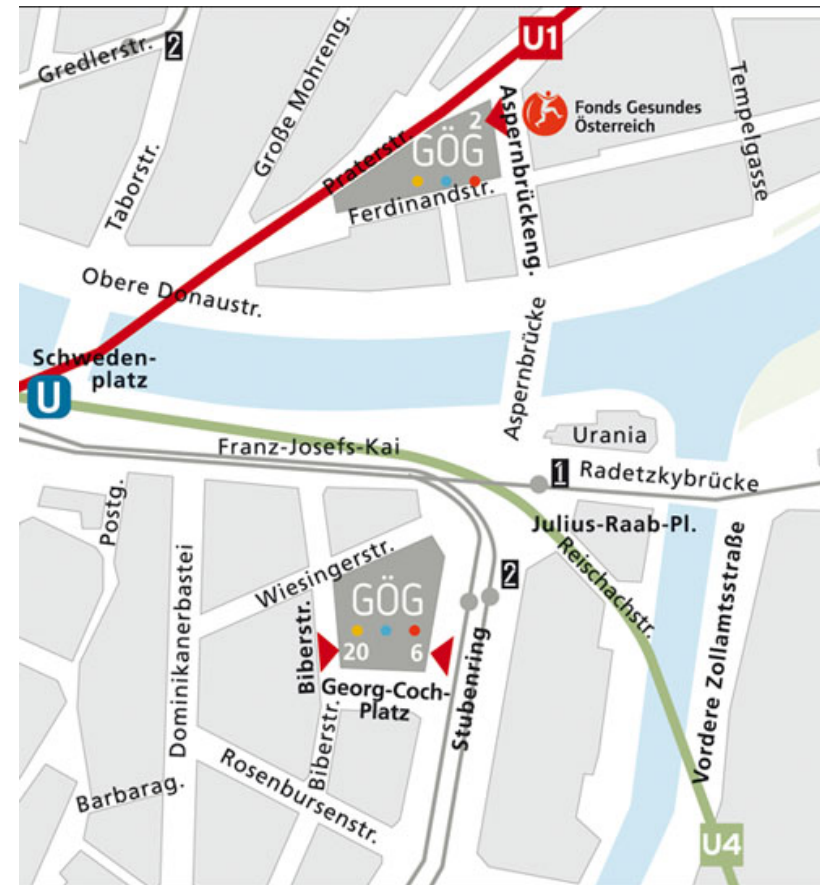 U1
2
Gredlerstr.
Große Mohreng.
Aspernbrückeng.
Fonds Gesundes
Österreich
Tempelgasse
2
GÖG
Praterstr.
Taborstr.
Ferdinandstr.
Obere Donaustr.
Schweden-
platz
U
Aspernbrücke
Franz-Josefs-Kai
Urania
1
Radetzkybrücke
Postg.
Julius-Raab-Pl.
Wiesingerstr.
2
Reischachstr.
GÖG
20
6
Biberstr.
Georg-Coch-
Platz
Stubenring
Dominikanerbastei
Vordere Zollamtsstraße
Biberstr.
Rosenbursenstr.
Barbarag.
U4